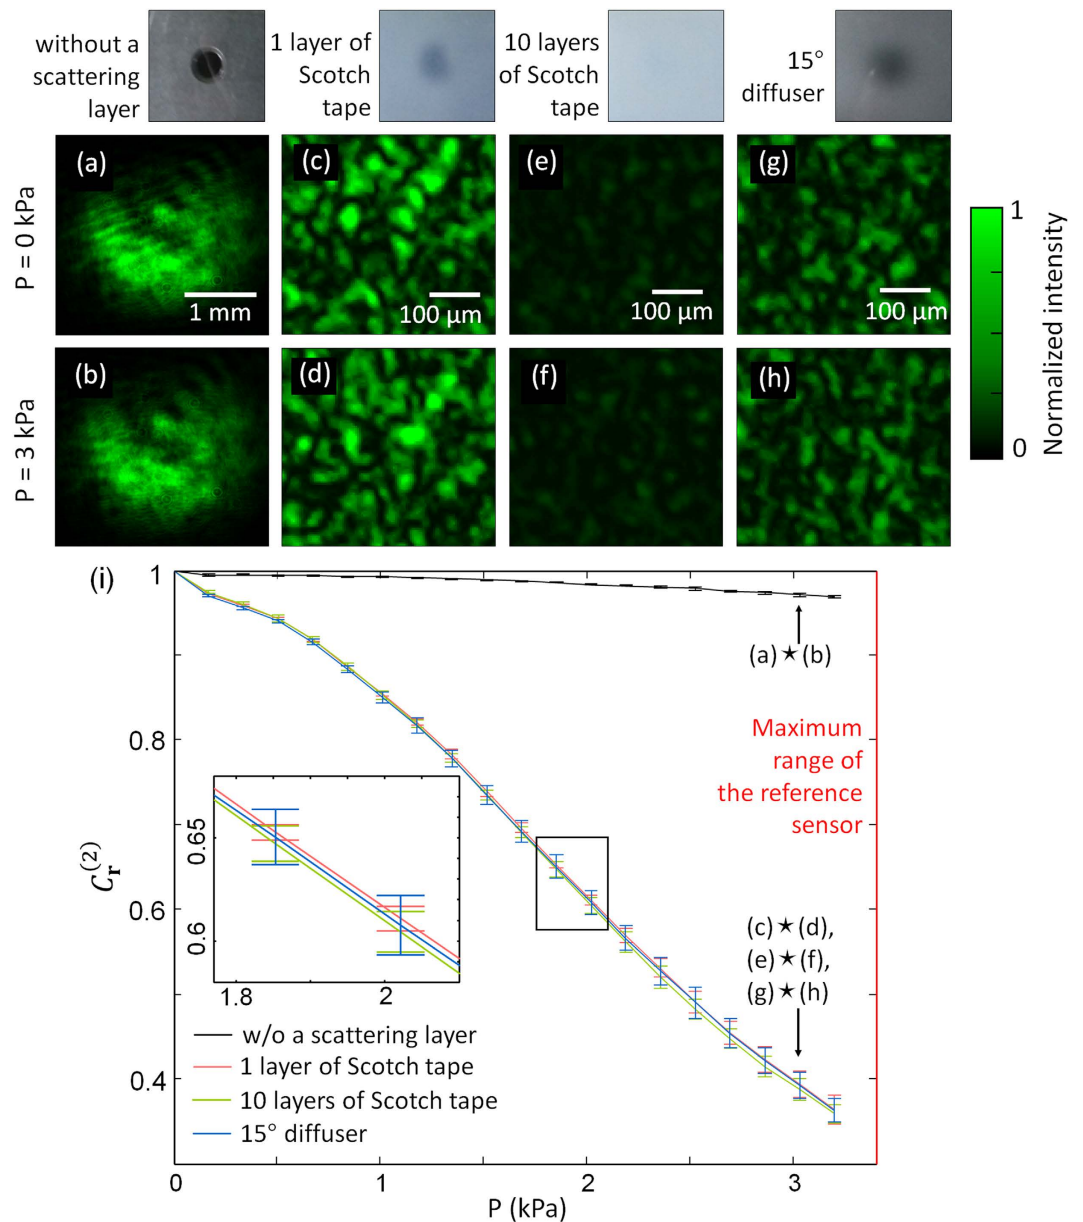 without a
scattering
layer
1 layer of
Scotch
tape
10 layers
of Scotch
tape
15°
diffuser
P = 0 kPa
(a)
1 mm
(c)
100 μm
(e)
100 μm
(g)
100 μm
P = 3 kPa
(b)
(d)
(f)
(h)
1
0
Normalized intensity
(i)
1
0.8
0.6
0.4
C𝐫⁽²⁾
(a)★(b)
Maximum
range of
the reference
sensor
0.65
0.6
1.8
2
(c)★(d),
(e)★(f),
(g)★(h)
w/o a scattering layer
1 layer of Scotch tape
10 layers of Scotch tape
15° diffuser
0
1
2
3
P (kPa)